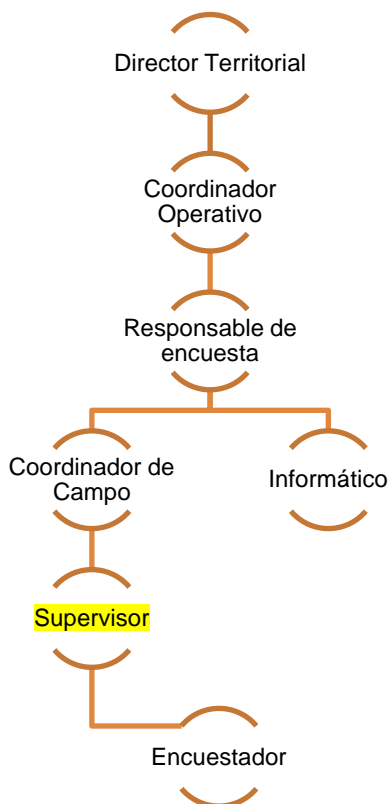 Director Territorial
Coordinador
Operativo
Responsable de
encuesta
Coordinador de
Campo
Informático
Supervisor
Encuestador